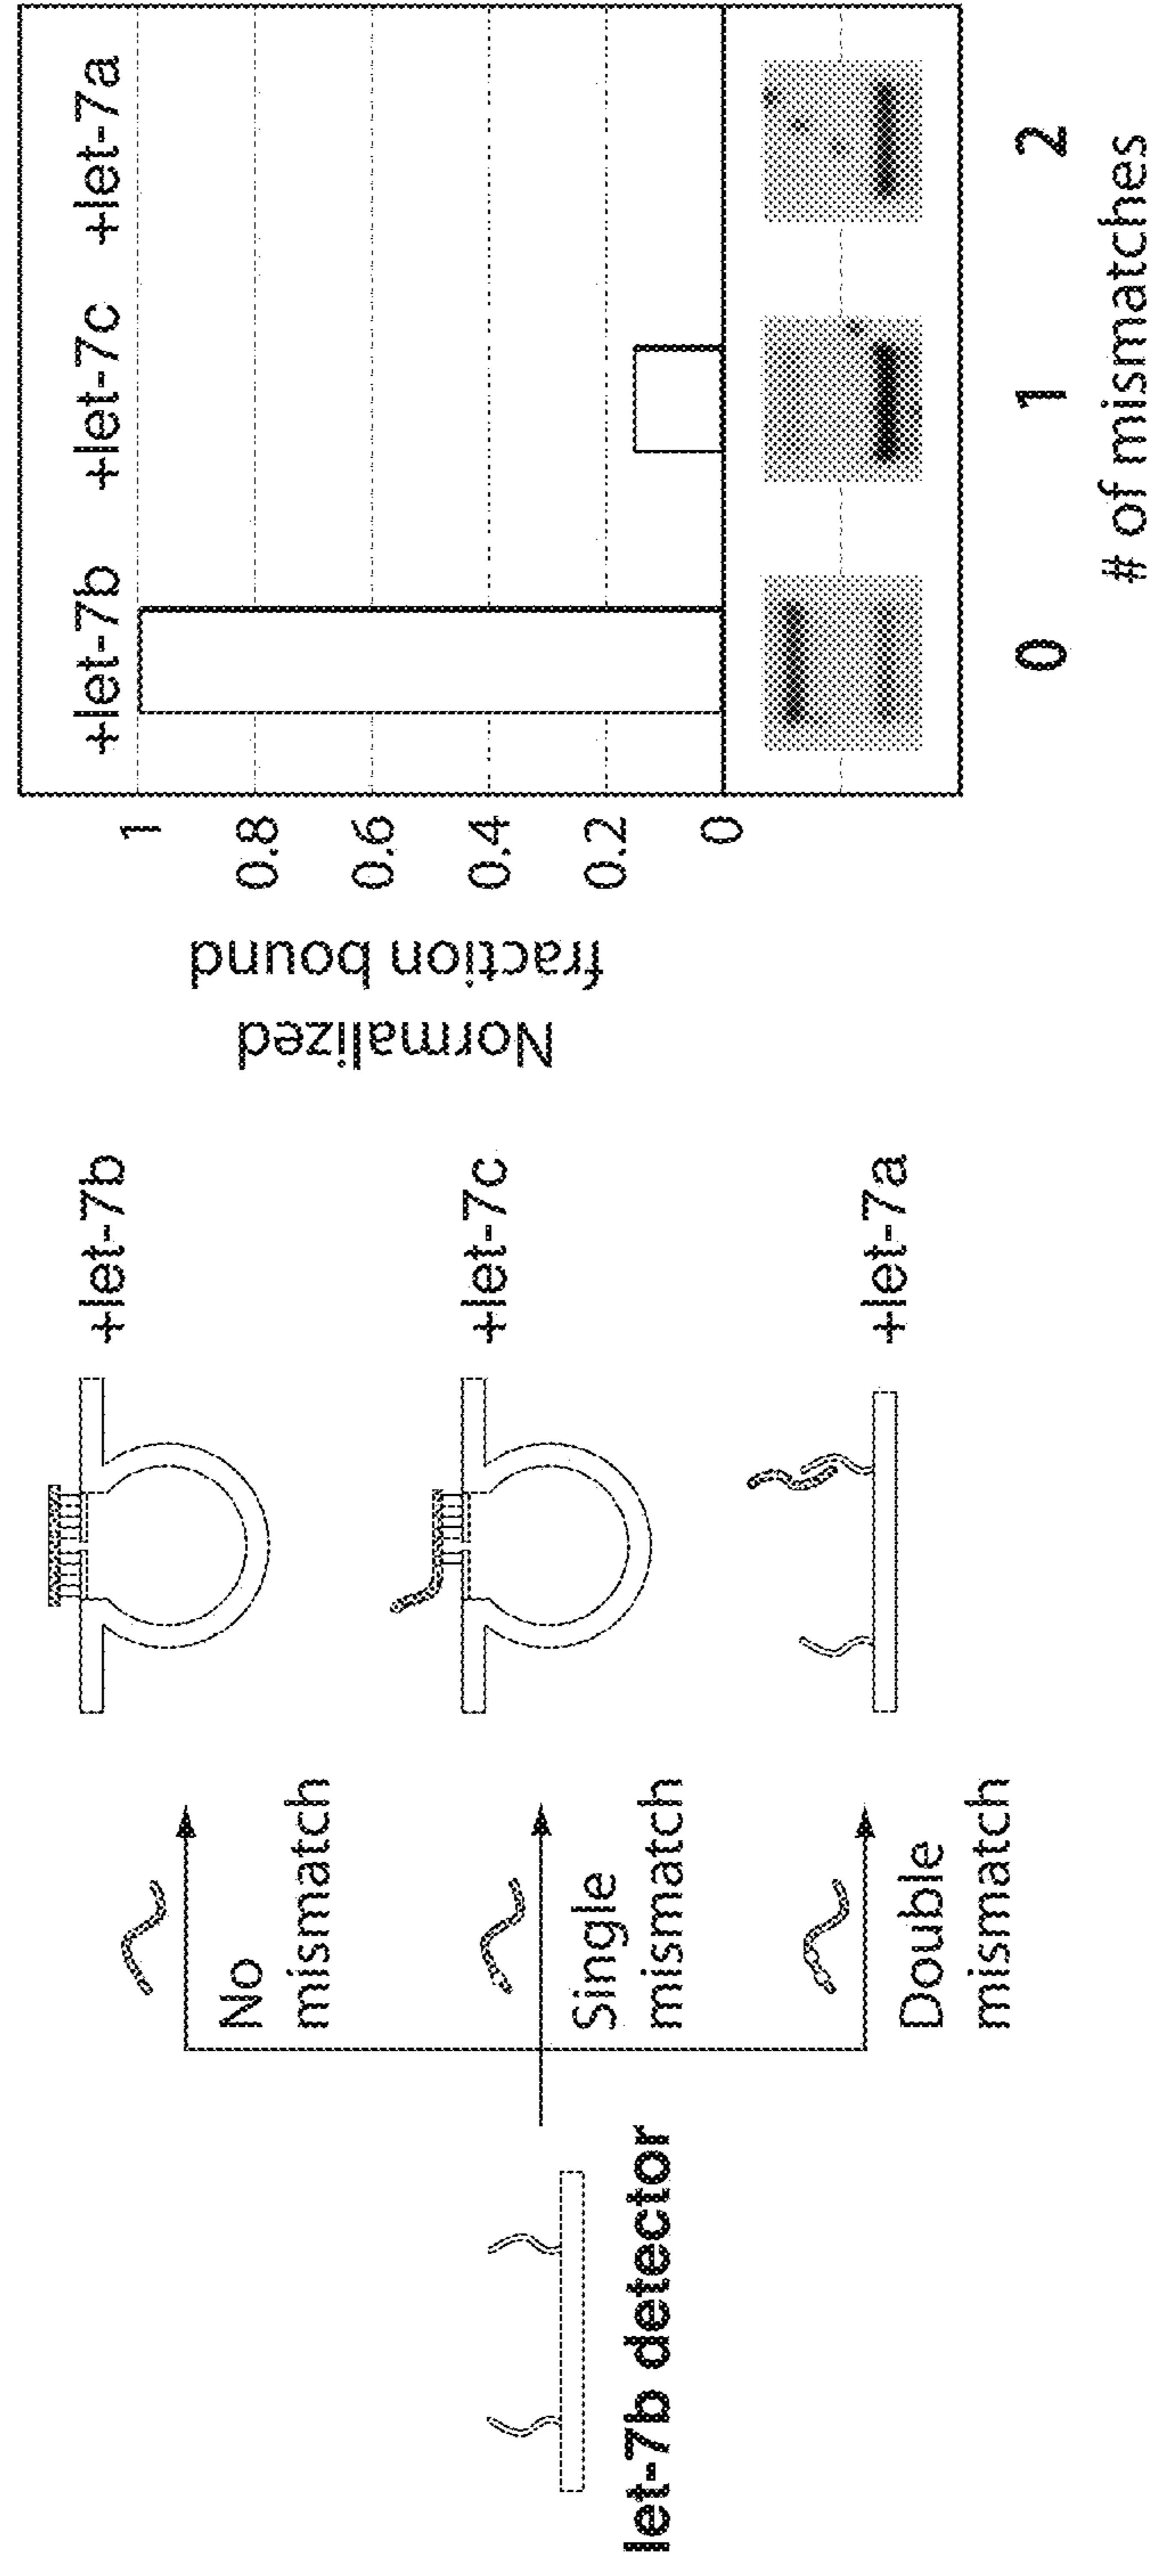 let-7b detector
No
mismatch
Single
mismatch
Double
mismatch
+let-7b
+let-7c
+let-7a
Normalized
fraction bound
1
0.8
0.6
0.4
0.2
0
+let-7b +let-7c +let-7a
0 1 2
# of mismatches